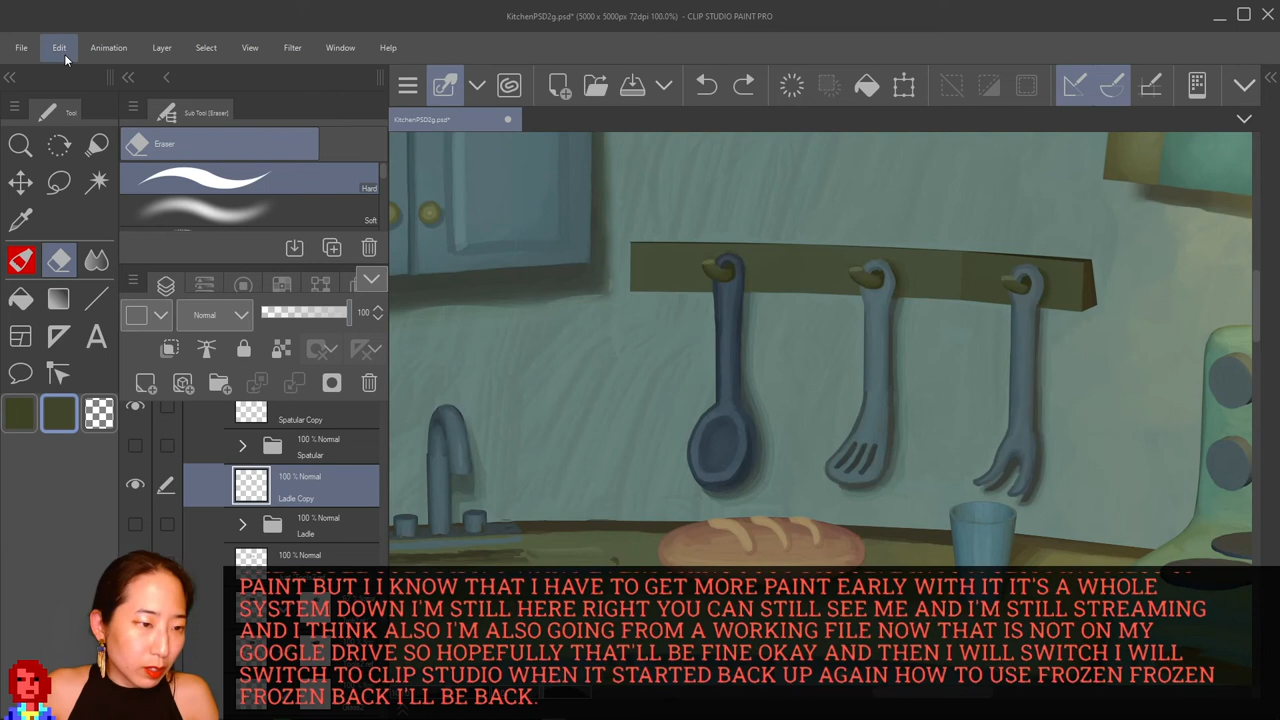 KitchenPSD2g.psd* (5000 x 5000px 72dpi 100.0%) - CLIP STUDIO PAINT PRO
File Edit Animation Layer Select View Filter Window Help
Tool
Sub Tool [Eraser]
KitchenPSD2g.psd*
Eraser
Hard
Soft
Normal
100
Spatular Copy
100 % Normal
Spatular
100 % Normal
Ladle Copy
100 % Normal
Ladle
100 % Normal
PAINT BUT I I KNOW THAT I HAVE TO GET MORE PAINT EARLY WITH IT IT'S A WHOLE
SYSTEM DOWN I'M STILL HERE RIGHT YOU CAN STILL SEE ME AND I'M STILL STREAMING
AND I THINK ALSO I'M ALSO GOING FROM A WORKING FILE NOW THAT IS NOT ON MY
GOOGLE DRIVE SO HOPEFULLY THAT'LL BE FINE OKAY AND THEN I WILL SWITCH I WILL
SWITCH TO CLIP STUDIO WHEN IT STARTED BACK UP AGAIN HOW TO USE FROZEN FROZEN
FROZEN BACK I'LL BE BACK.